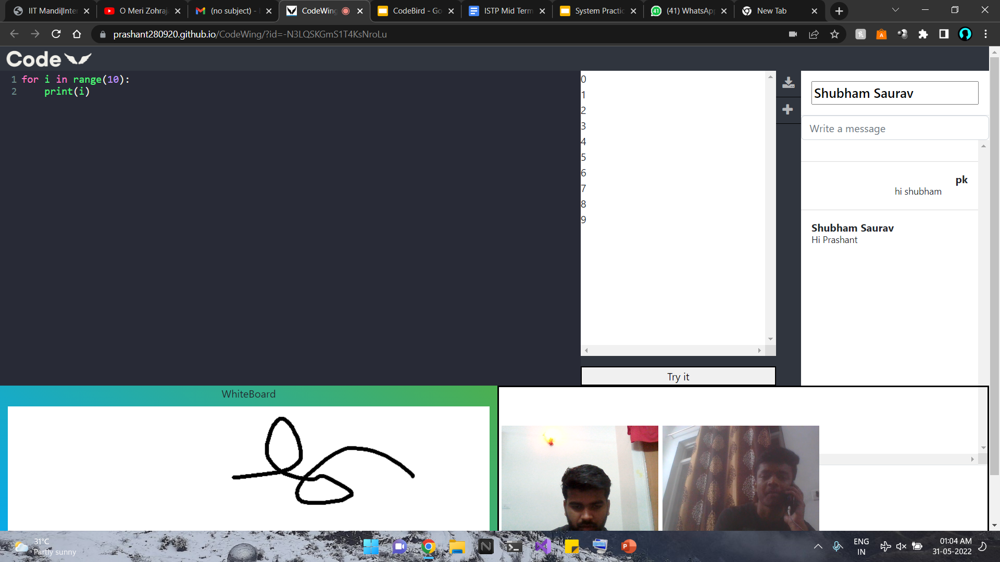 IIT Mandi|Inter
O Meri Zohraj
(no subject) -
CodeWing
CodeBird - Go
ISTP Mid Term
System Practic
(41) WhatsApp
New Tab
prashant280920.github.io/CodeWing/?id=-N3LQSKGmS1T4KsNroLu
Code
1 for i in range(10):
2 print(i)
0
1
2
3
4
5
6
7
8
9
Try it
Shubham Saurav
Write a message
pk
hi shubham
Shubham Saurav
Hi Prashant
WhiteBoard
31°C
Partly sunny
ENG
IN
01:04 AM
31-05-2022